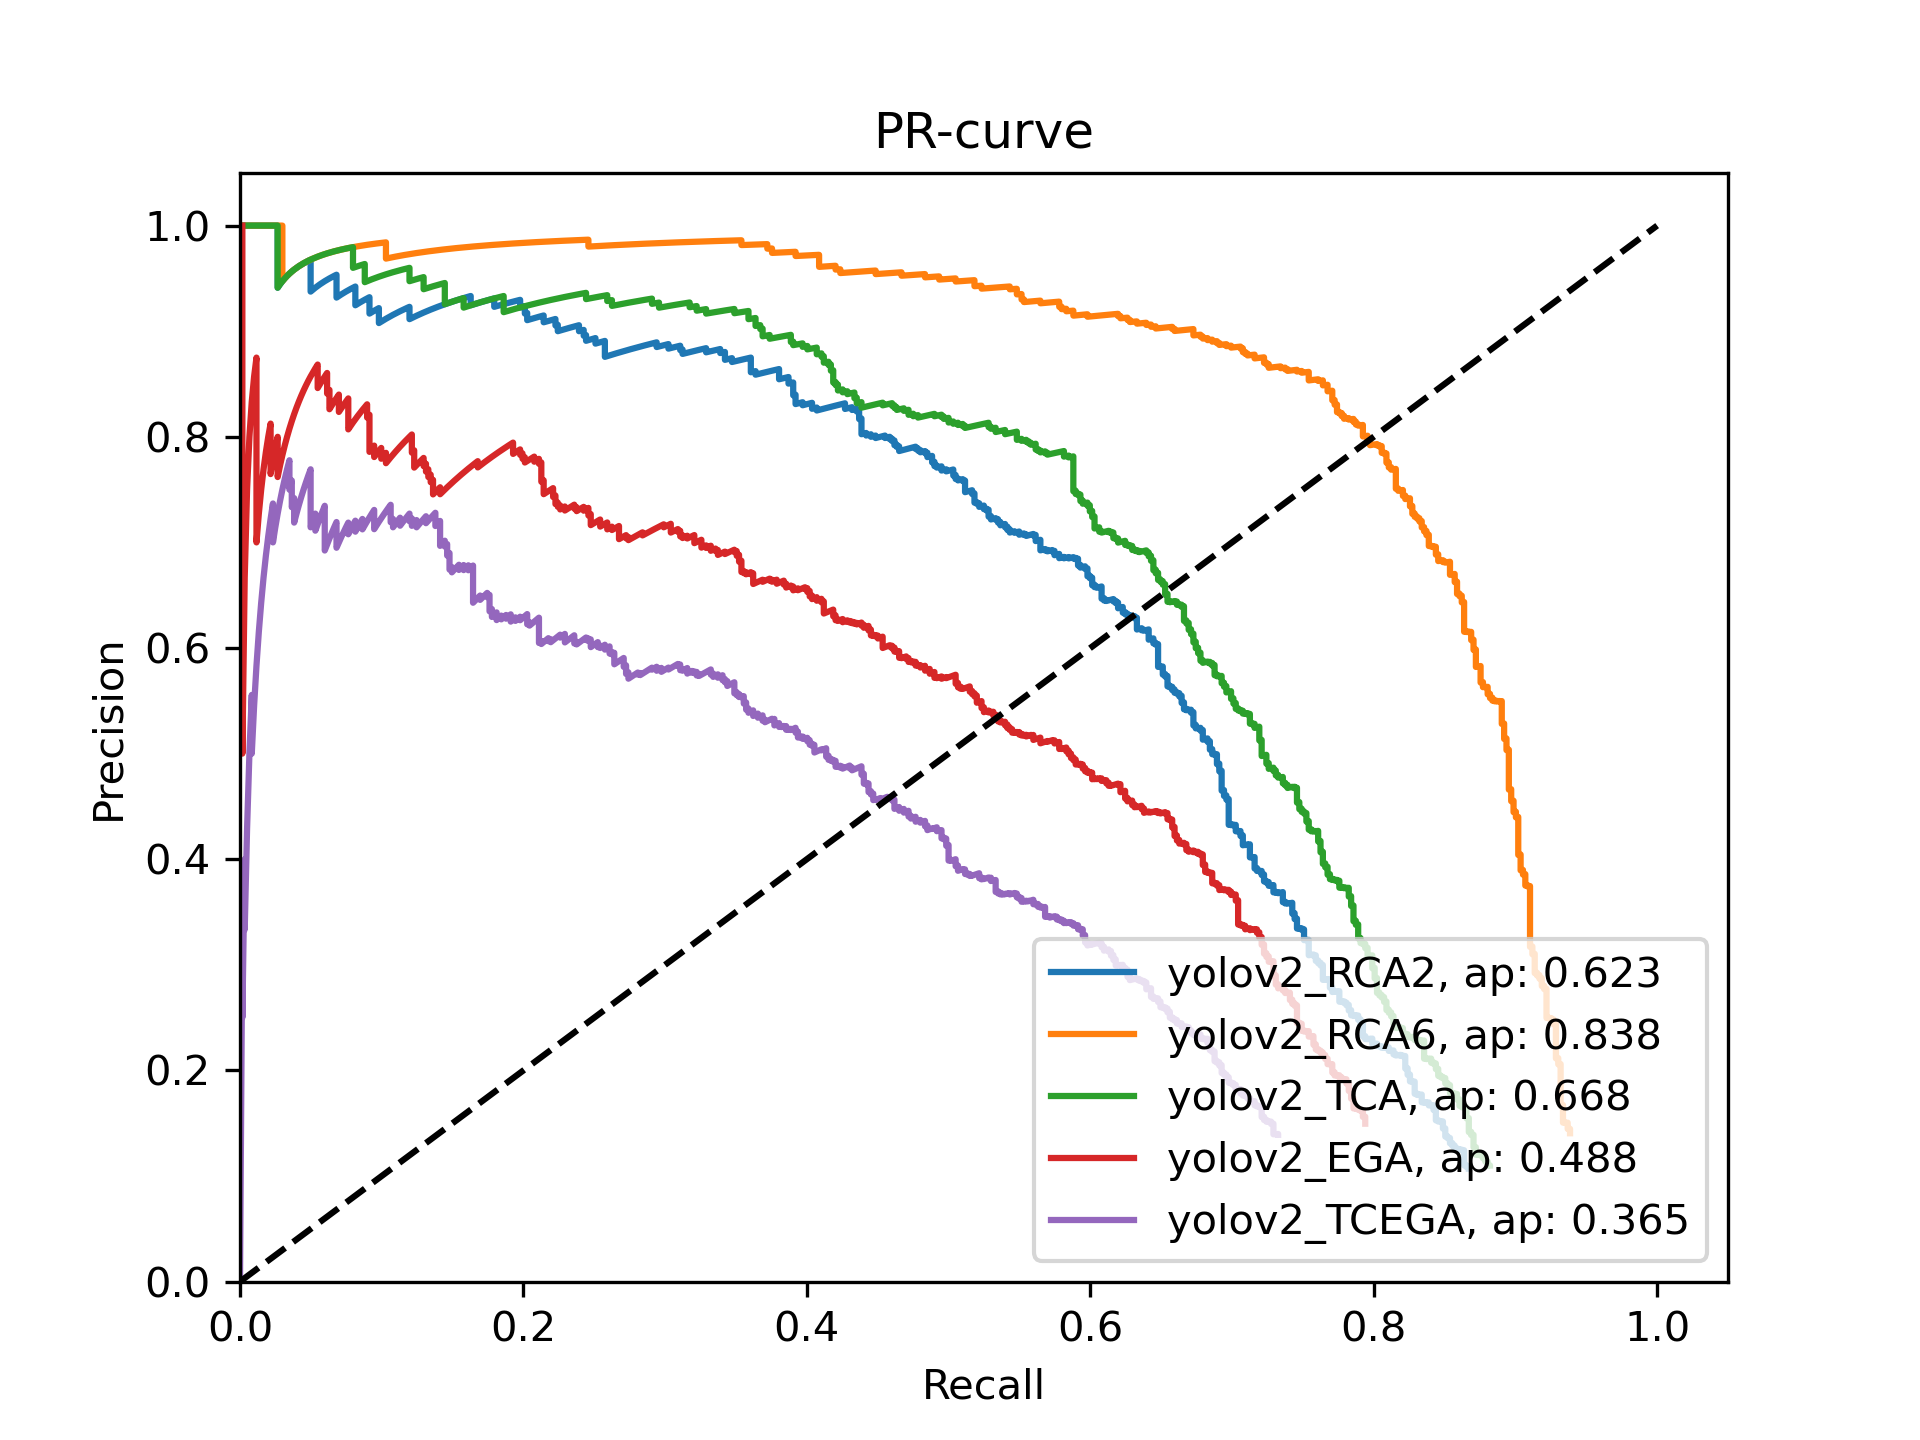 PR-curve
Precision
1.0
0.8
0.6
0.4
0.2
0.0
0.0 0.2 0.4 0.6 0.8 1.0
Recall
yolov2_RCA2, ap: 0.623
yolov2_RCA6, ap: 0.838
yolov2_TCA, ap: 0.668
yolov2_EGA, ap: 0.488
yolov2_TCEGA, ap: 0.365